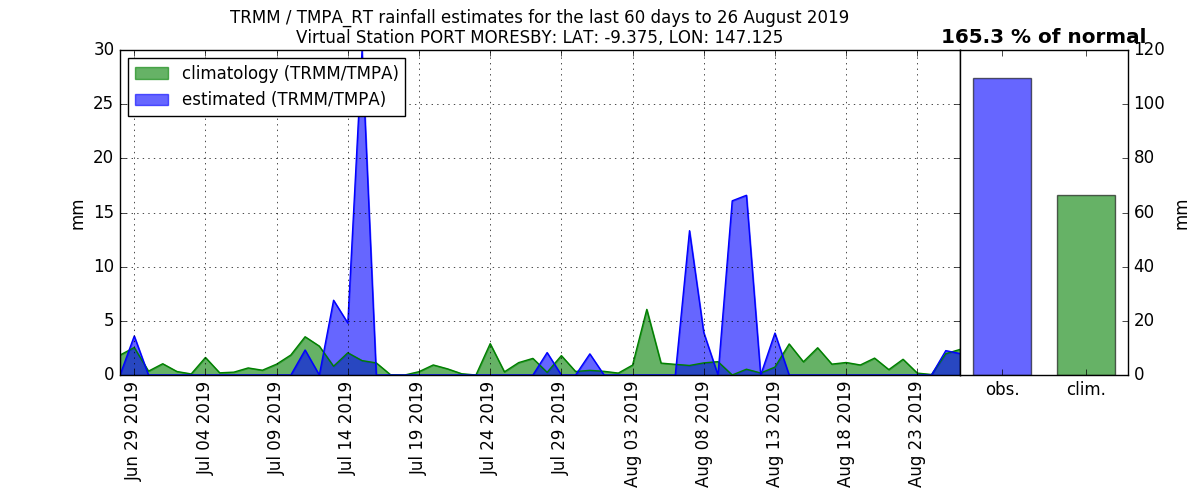 TRMM / TMPA_RT rainfall estimates for the last 60 days to 26 August 2019
Virtual Station PORT MORESBY: LAT: -9.375, LON: 147.125
165.3 % of normal
climatology (TRMM/TMPA)
estimated (TRMM/TMPA)
30
25
20
15
10
5
0
mm
120
100
80
60
40
20
0
mm
Jun 29 2019
Jul 04 2019
Jul 09 2019
Jul 14 2019
Jul 19 2019
Jul 24 2019
Jul 29 2019
Aug 03 2019
Aug 08 2019
Aug 13 2019
Aug 18 2019
Aug 23 2019
obs.
clim.